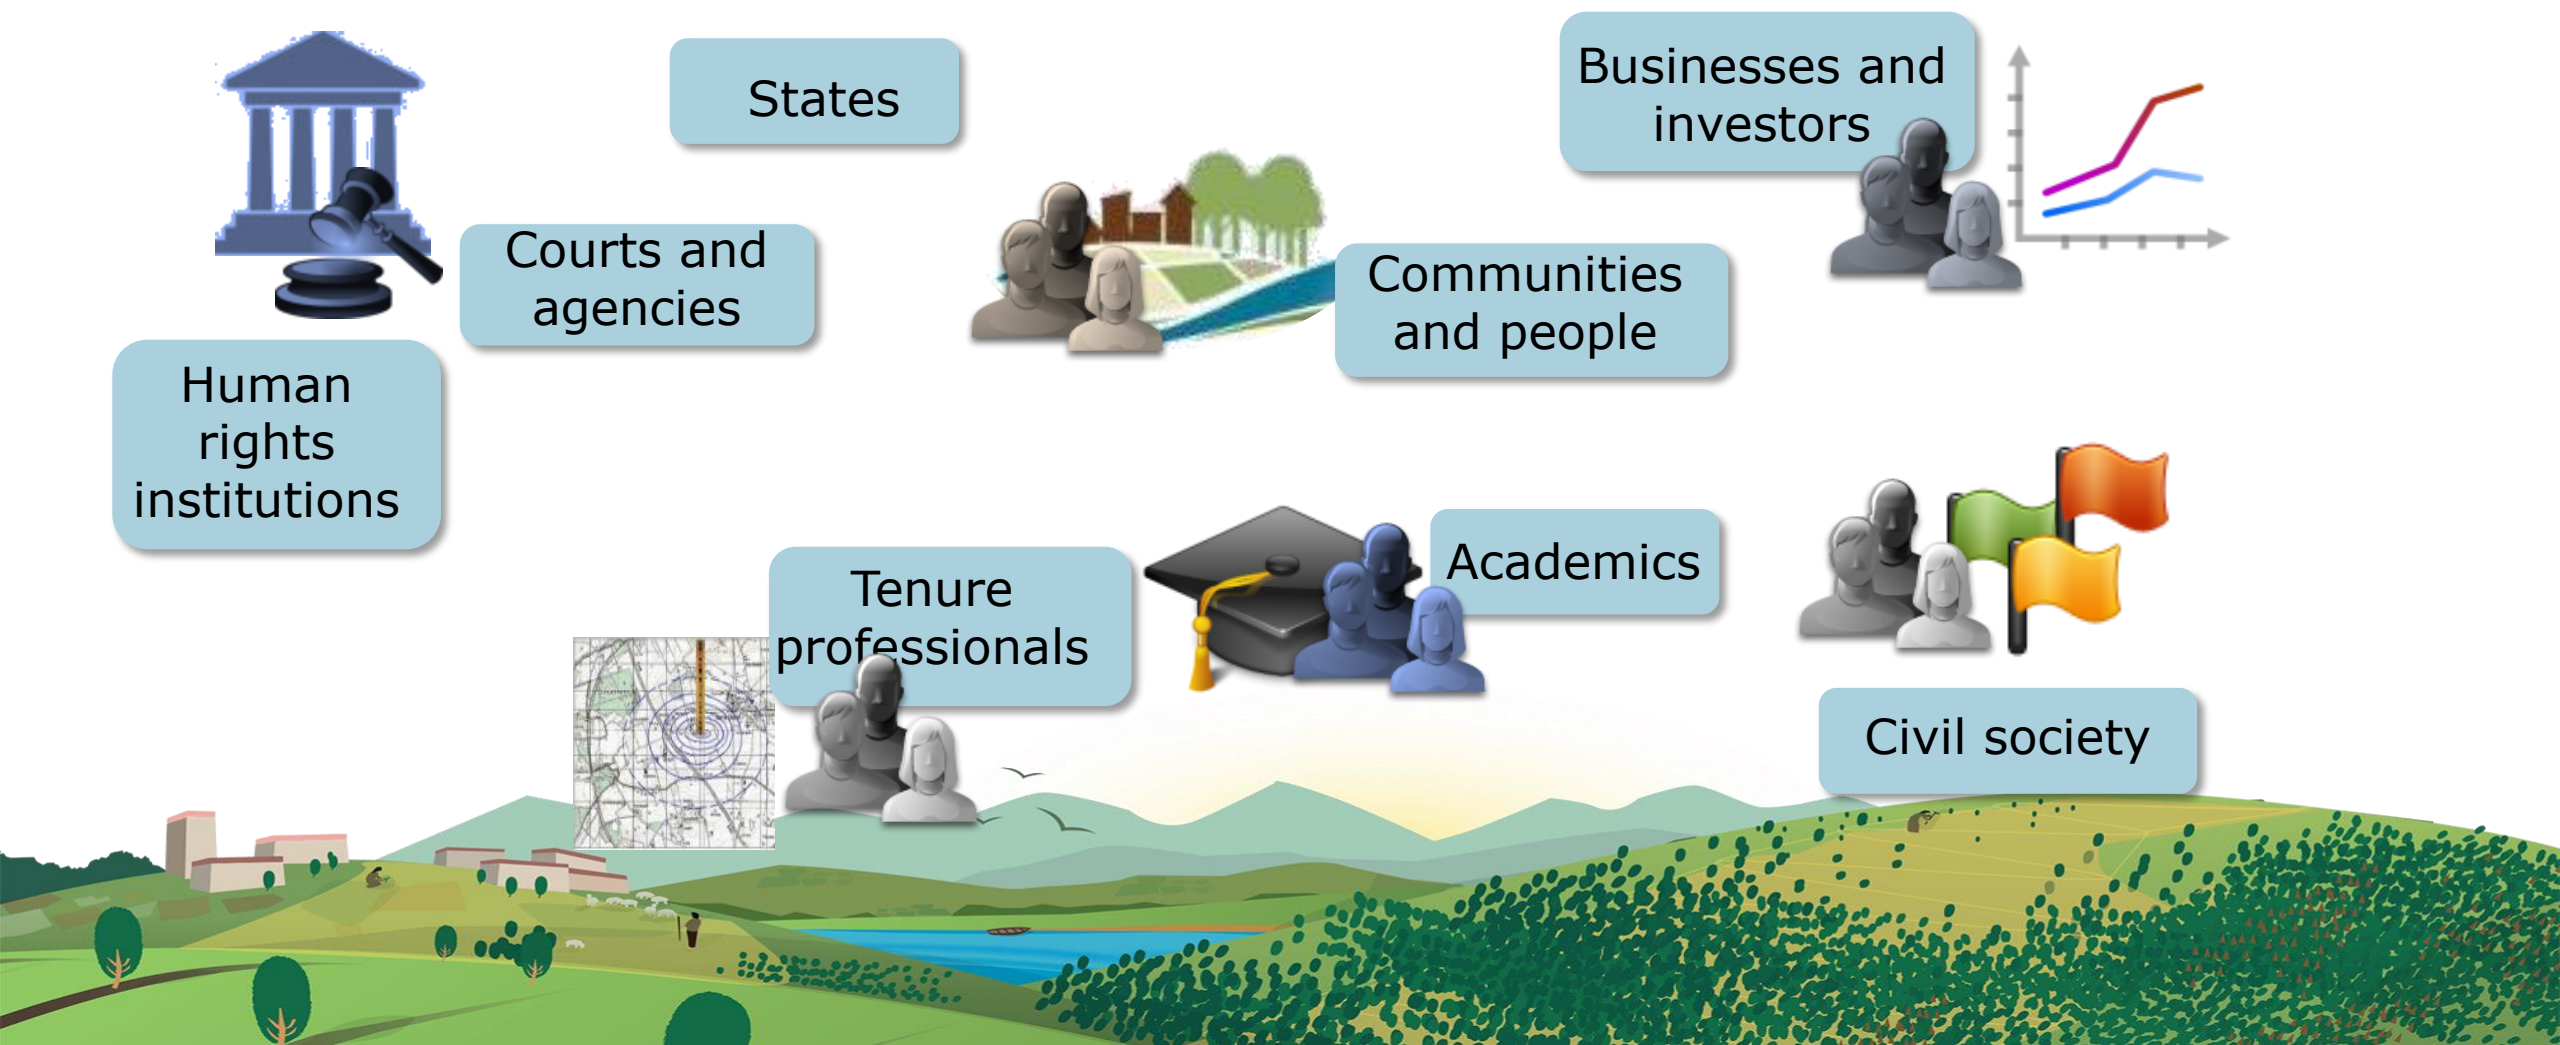 States
Businesses and
investors
Courts and
agencies
Communities
and people
Human
rights
institutions
Tenure
professionals
Academics
Civil society